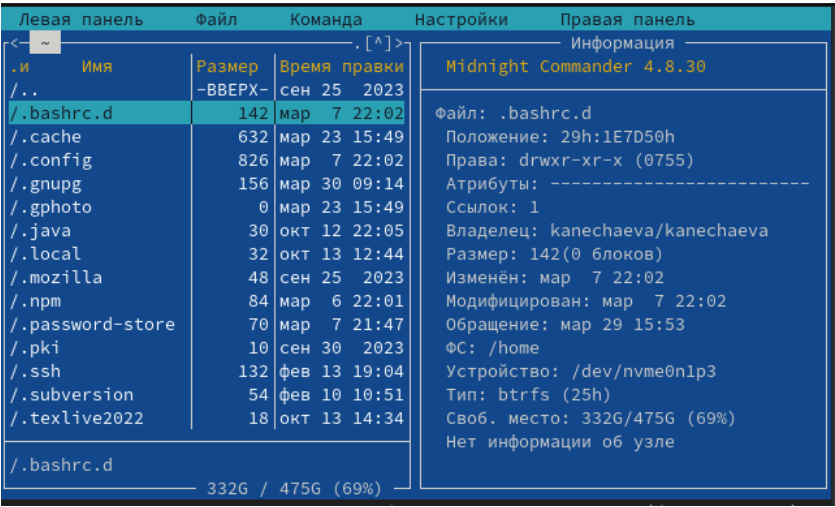 Левая панель Файл Команда Настройки Правая панель
<- ~ .[^]>
.и Имя Размер Время правки
/.. -ВВЕРХ- сен 25 2023
/.bashrc.d 142 мар 7 22:02
/.cache 632 мар 23 15:49
/.config 826 мар 7 22:02
/.gnupg 156 мар 30 09:14
/.gphoto 0 мар 23 15:49
/.java 30 окт 12 22:05
/.local 32 окт 13 12:44
/.mozilla 48 сен 25 2023
/.npm 84 мар 6 22:01
/.password-store 70 мар 7 21:47
/.pki 10 сен 30 2023
/.ssh 132 фев 13 19:04
/.subversion 54 фев 10 10:51
/.texlive2022 18 окт 13 14:34
/.bashrc.d
332G / 475G (69%)
Информация
Midnight Commander 4.8.30
Файл: .bashrc.d
Положение: 29h:1E7D50h
Права: drwxr-xr-x (0755)
Атрибуты: -------------------------
Ссылок: 1
Владелец: kanechaeva/kanechaeva
Размер: 142(0 блоков)
Изменён: мар 7 22:02
Модифицирован: мар 7 22:02
Обращение: мар 29 15:53
ФС: /home
Устройство: /dev/nvme0n1p3
Тип: btrfs (25h)
Своб. место: 332G/475G (69%)
Нет информации об узле